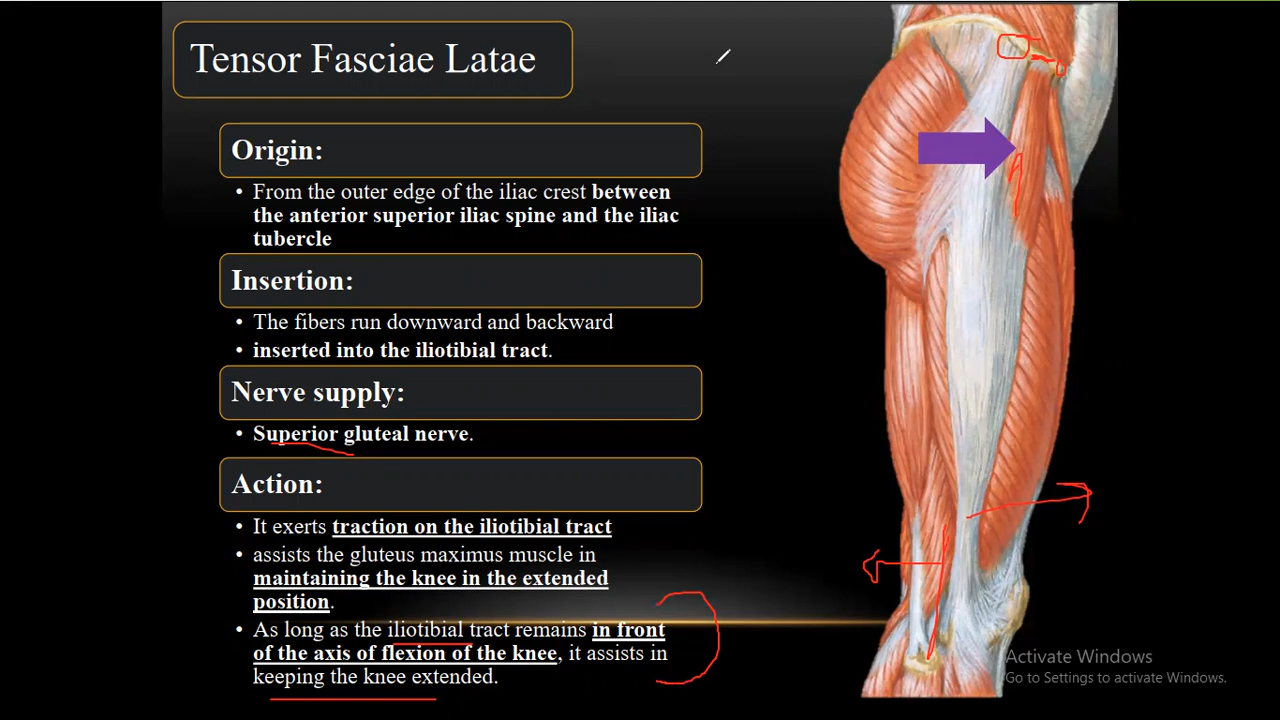 Tensor Fasciae Latae
Origin:
• From the outer edge of the iliac crest between
the anterior superior iliac spine and the iliac
tubercle
Insertion:
• The fibers run downward and backward
• inserted into the iliotibial tract.
Nerve supply:
• Superior gluteal nerve.
Action:
• It exerts traction on the iliotibial tract
• assists the gluteus maximus muscle in
maintaining the knee in the extended
position.
• As long as the iliotibial tract remains in front
of the axis of flexion of the knee, it assists in
keeping the knee extended.
Activate Windows
Go to Settings to activate Windows.